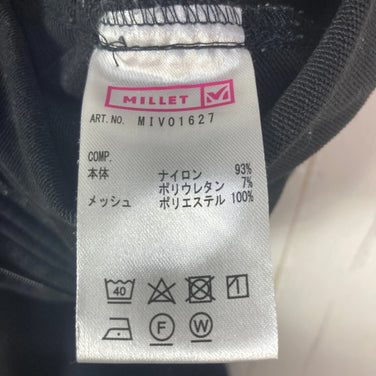 MILLET
ART. NO. MIV01627
COMP.
本体 ナイロン 93%
ポリウレタン 7%
メッシュ ポリエステル 100%
40
F W